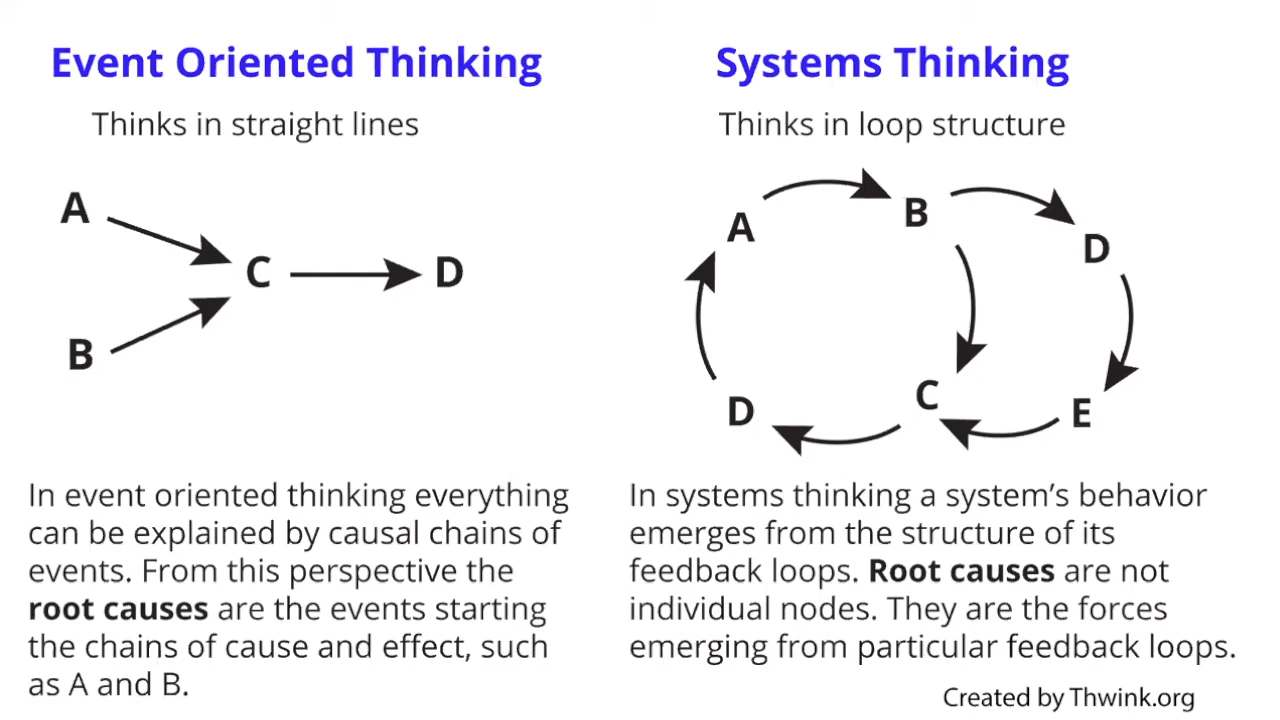 Event Oriented Thinking
Thinks in straight lines
A
B
C
D
In event oriented thinking everything
can be explained by causal chains of
events. From this perspective the
root causes are the events starting
the chains of cause and effect, such
as A and B.
Systems Thinking
Thinks in loop structure
A
B
D
D
C
E
In systems thinking a system’s behavior
emerges from the structure of its
feedback loops. Root causes are not
individual nodes. They are the forces
emerging from particular feedback loops.
Created by Thwink.org